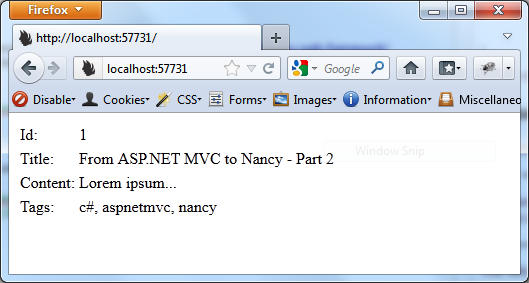 Firefox
http://localhost:57731/
localhost:57731
Google
Disable
Cookies
CSS
Forms
Images
Information
Miscellaneo
Id: 1
Title: From ASP.NET MVC to Nancy - Part 2
Window Snip
Content: Lorem ipsum...
Tags: c#, aspnetmvc, nancy